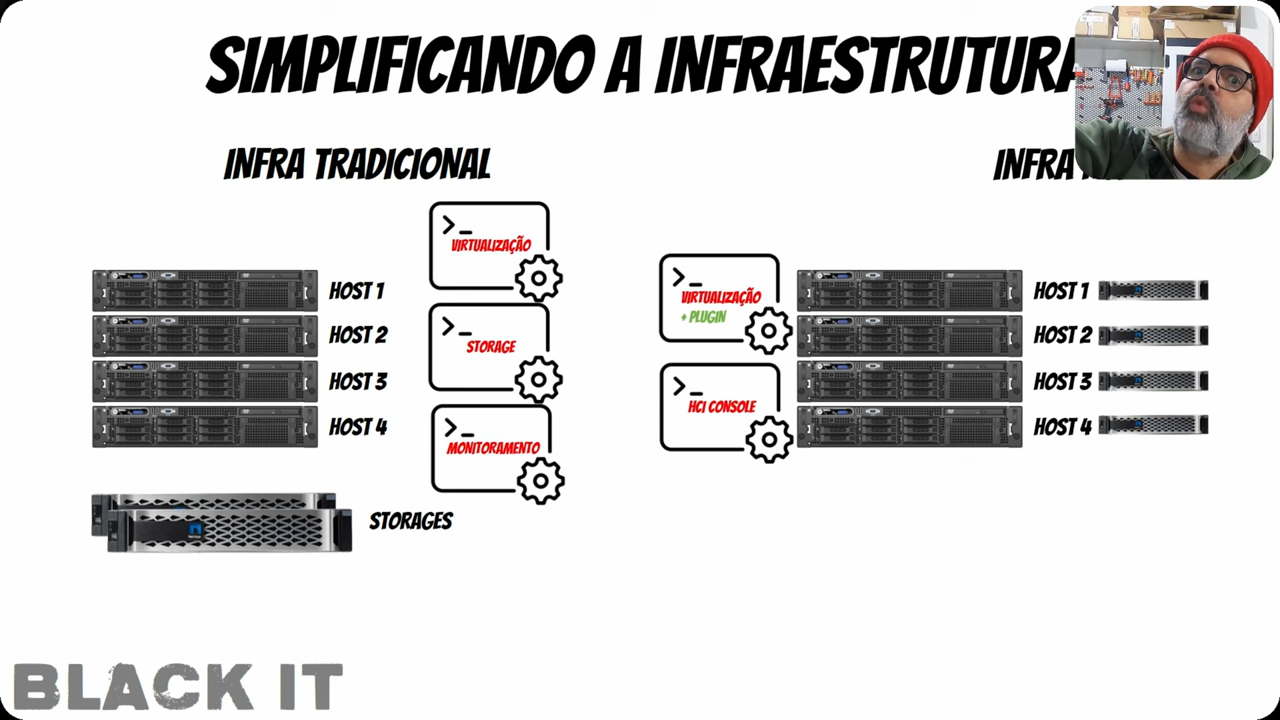 SIMPLIFICANDO A INFRAESTRUTURA
INFRA TRADICIONAL
INFRA
>_
VIRTUALIZAÇÃO
HOST 1
HOST 2
HOST 3
HOST 4
>_
STORAGE
>_
MONITORAMENTO
STORAGES
>_
VIRTUALIZAÇÃO
+ PLUGIN
>_
HCI CONSOLE
HOST 1
HOST 2
HOST 3
HOST 4
BLACK IT